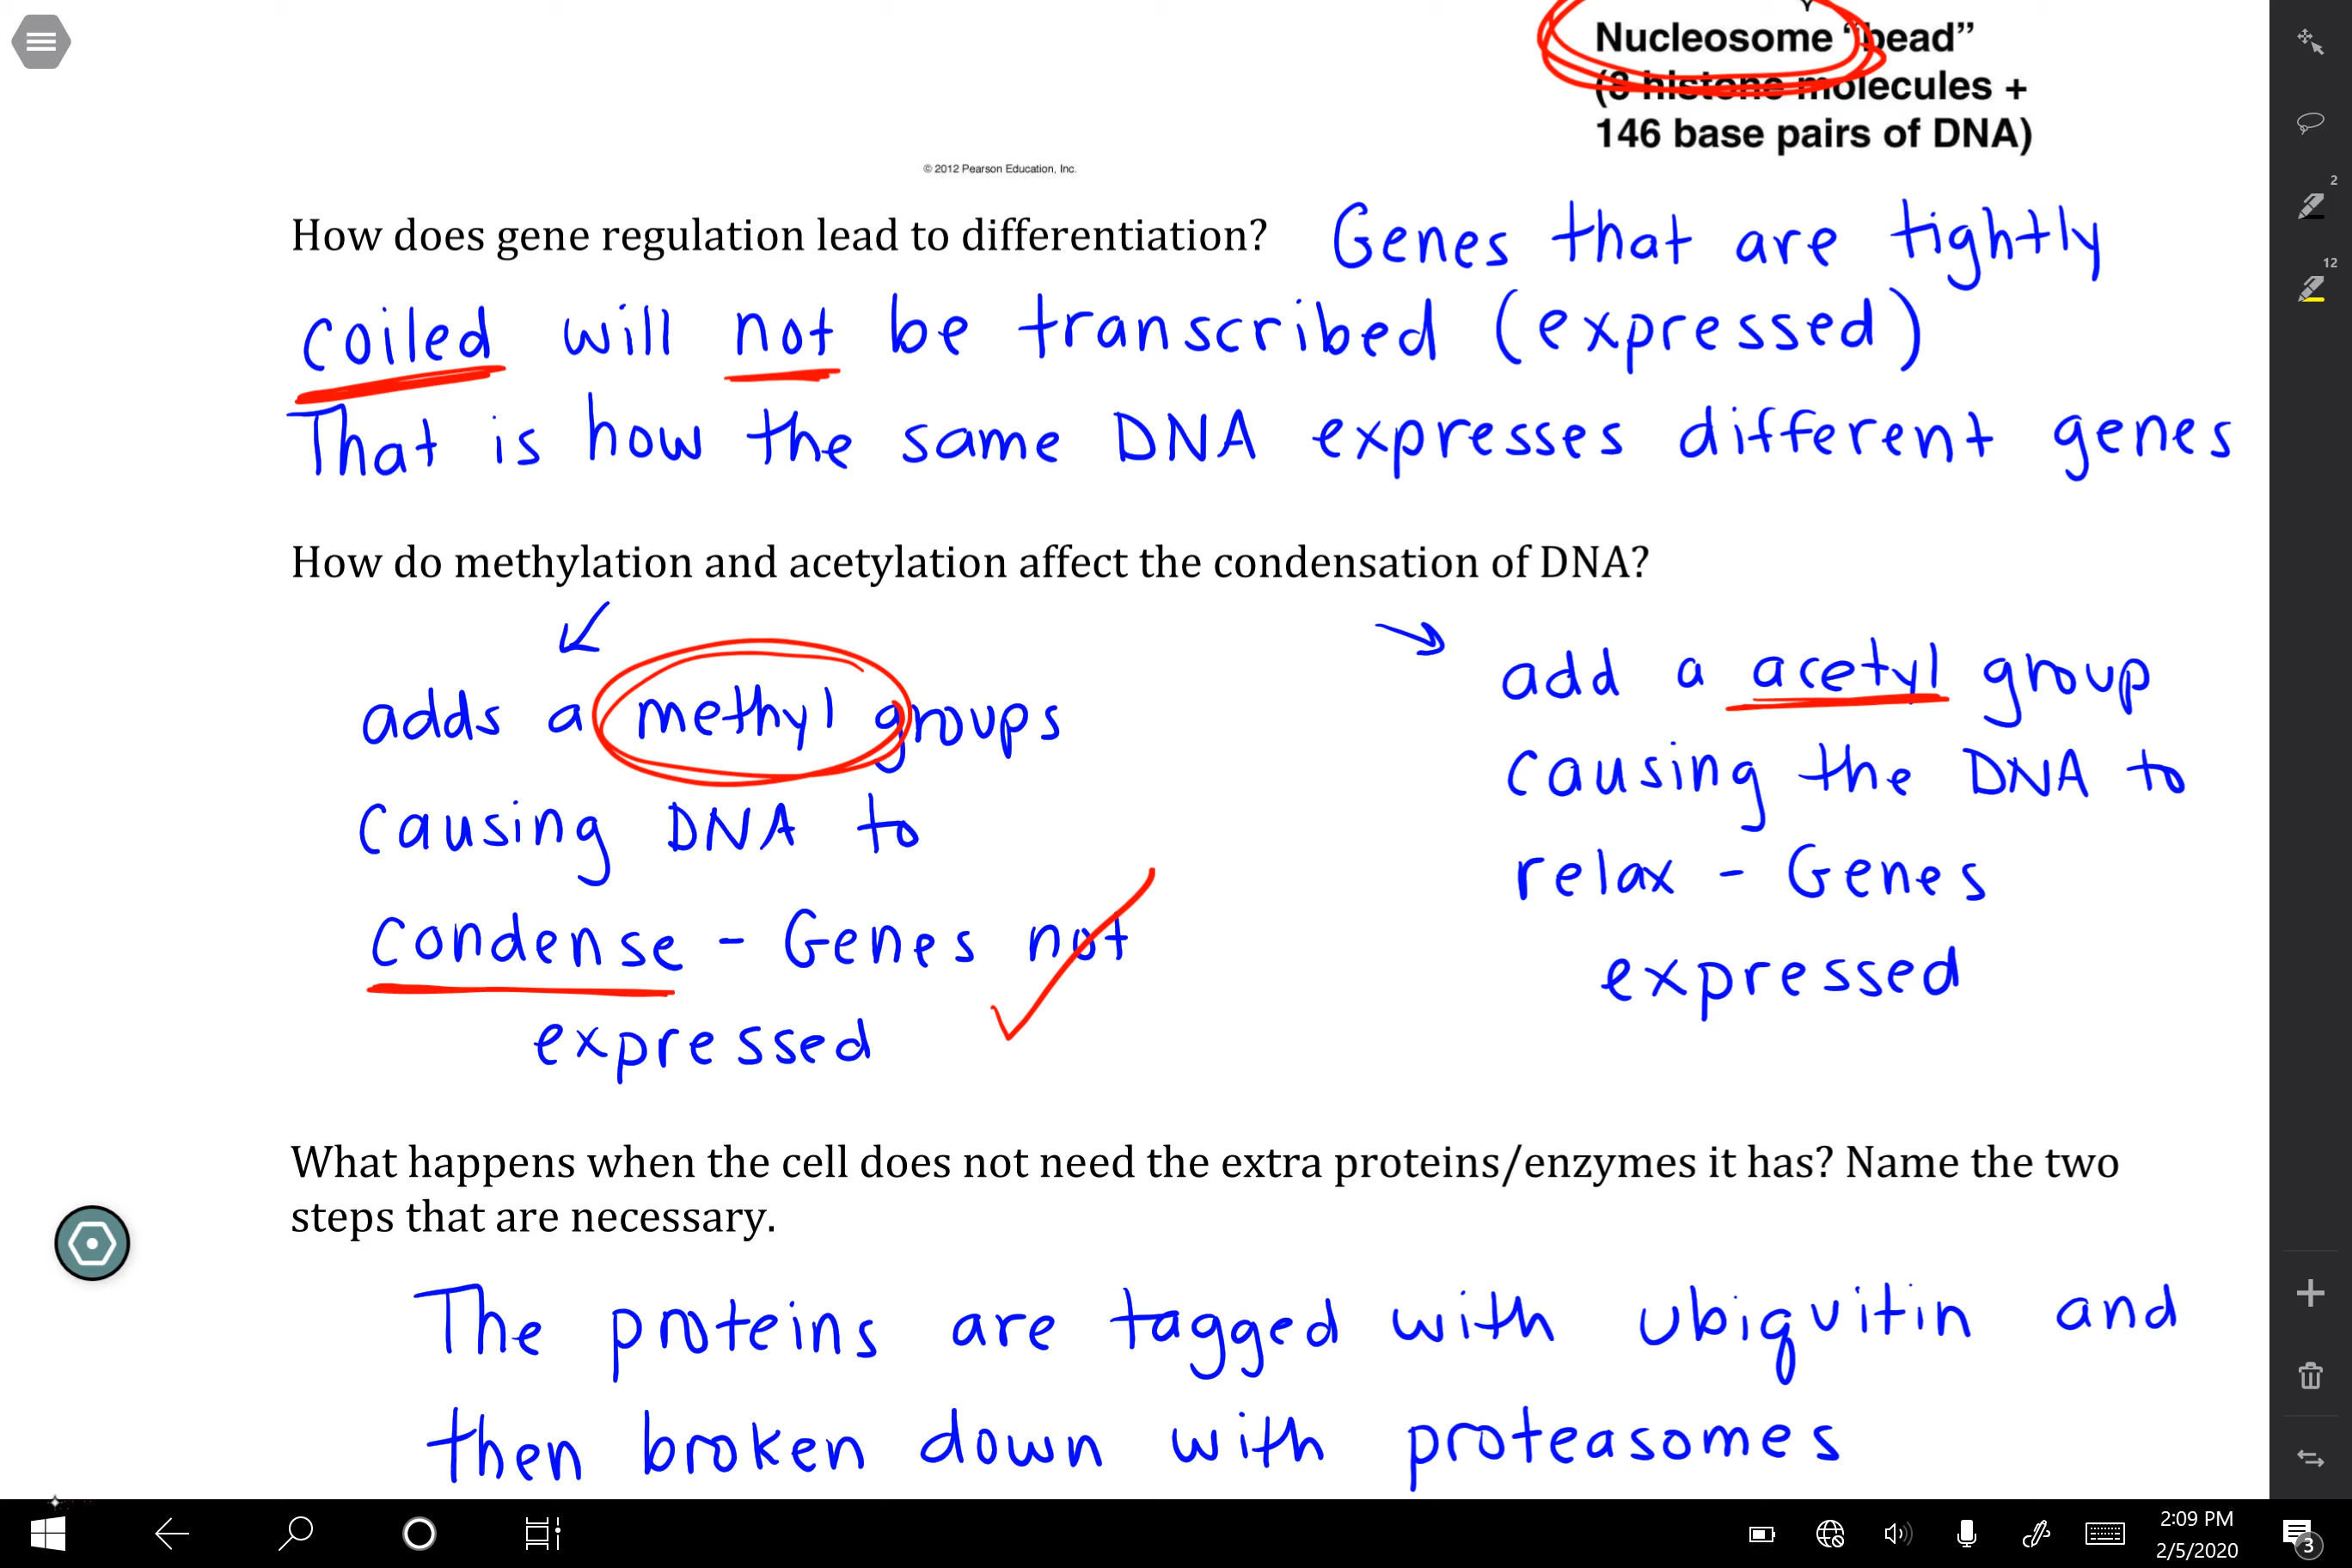 Nucleosome “bead”
(8 histone molecules +
146 base pairs of DNA)
© 2012 Pearson Education, Inc.
How does gene regulation lead to differentiation? Genes that are tightly
coiled will not be transcribed (expressed)
That is how the same DNA expresses different genes
How do methylation and acetylation affect the condensation of DNA?
adds a methyl groups
causing DNA to
condense - Genes not
expressed
add a acetyl group
causing the DNA to
relax - Genes
expressed
What happens when the cell does not need the extra proteins/enzymes it has? Name the two
steps that are necessary.
The proteins are tagged with ubiquitin and
then broken down with proteasomes
2
12
2:09 PM
2/5/2020
3